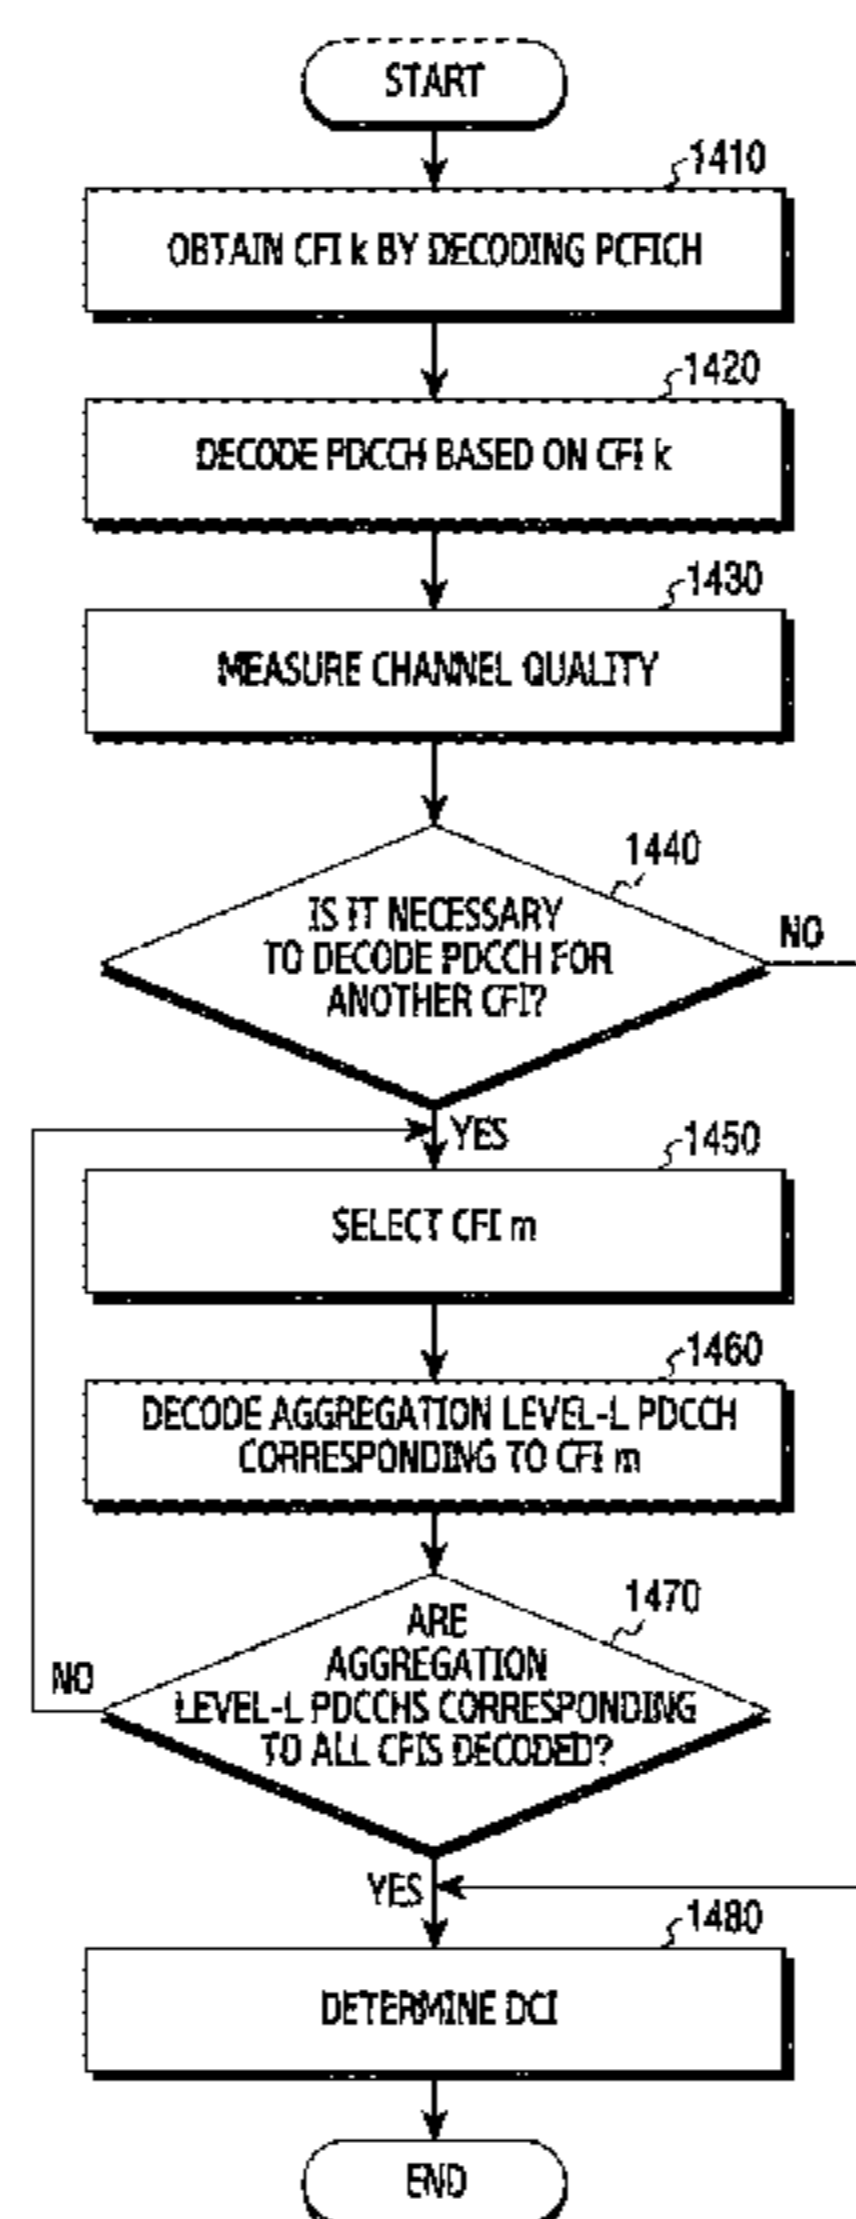 START
1410
OBTAIN CFI k BY DECODING PCFICH
1420
DECODE PDCCH BASED ON CFI k
1430
MEASURE CHANNEL QUALITY
1440
IS IT NECESSARY
TO DECODE PDCCH FOR
ANOTHER CFI?
NO
YES
1450
SELECT CFI m
1460
DECODE AGGREGATION LEVEL-L PDCCH
CORRESPONDING TO CFI m
1470
ARE
AGGREGATION
LEVEL-L PDCCHS CORRESPONDING
TO ALL CFIS DECODED?
NO
YES
1480
DETERMINE DCI
END